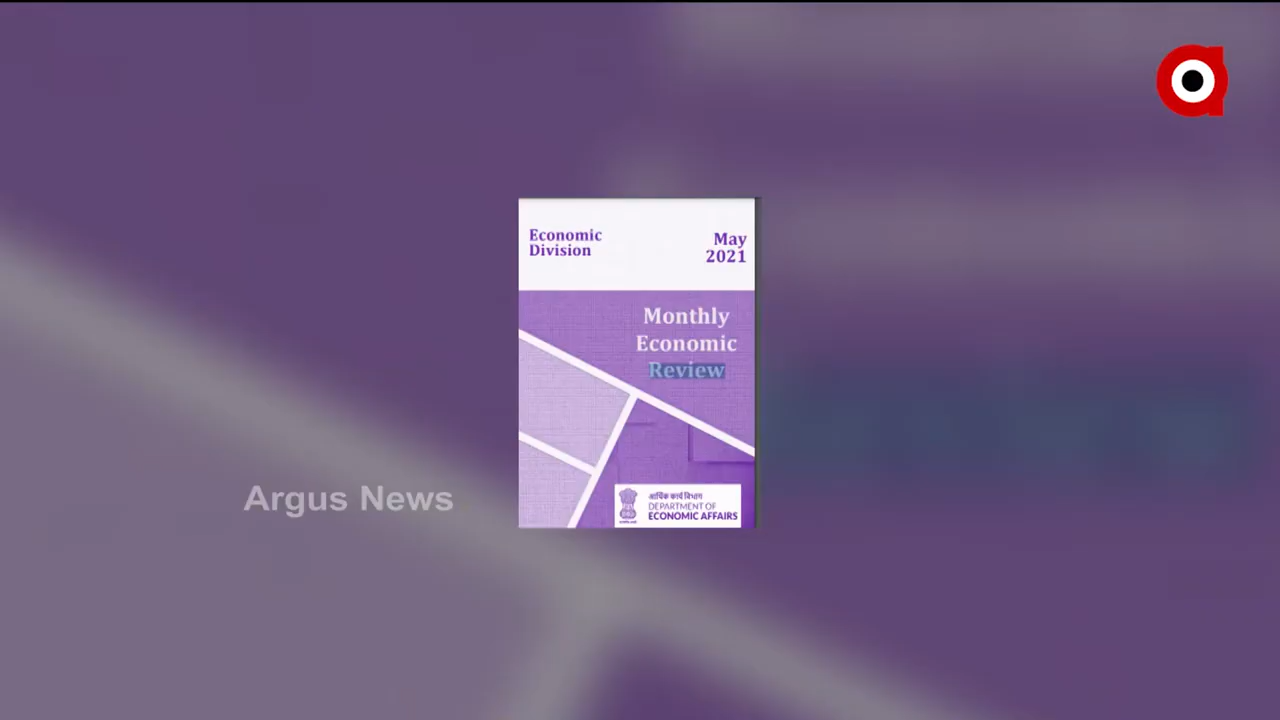 Economic
Division
May
2021
Monthly
Economic
Review
Argus News
आर्थिक कार्य विभाग
DEPARTMENT OF
ECONOMIC AFFAIRS